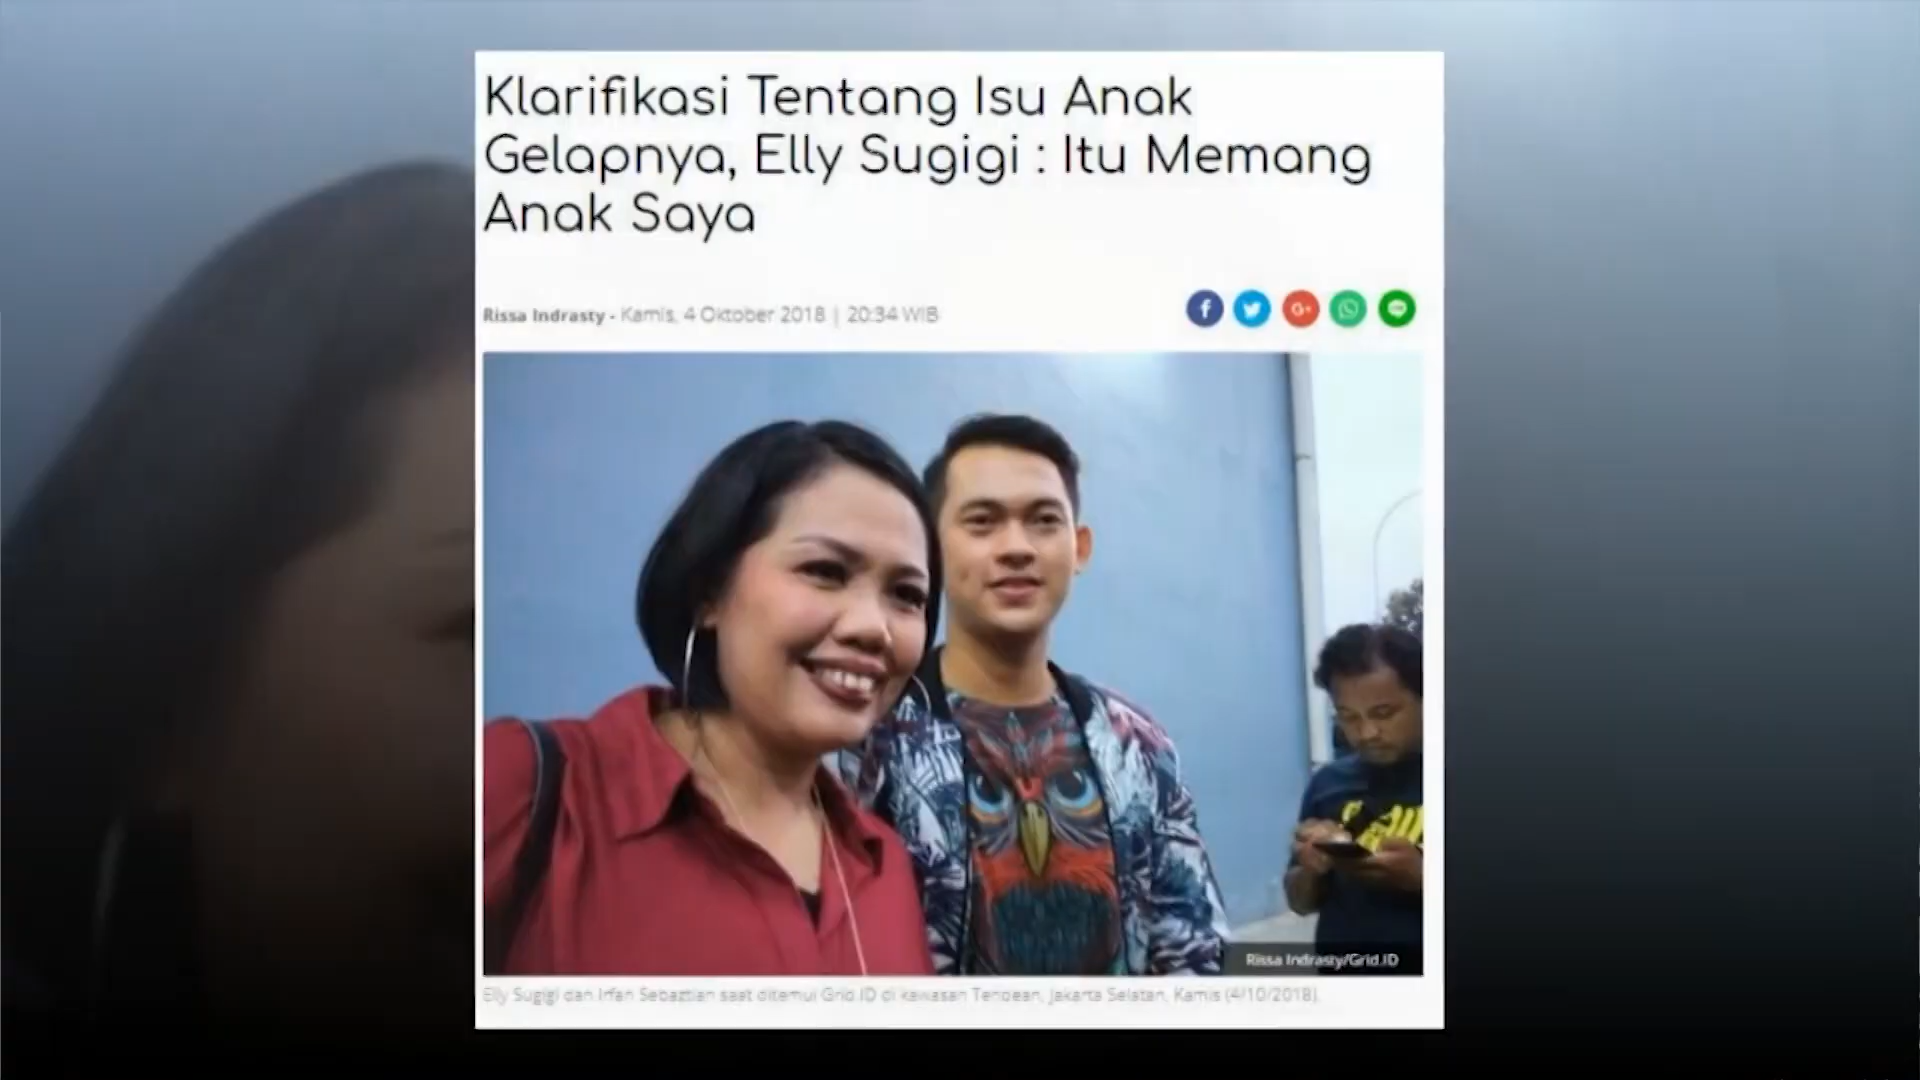 Klarifikasi Tentang Isu Anak
Gelapnya, Elly Sugigi : Itu Memang
Anak Saya
Rissa Indrasty - Kamis, 4 Oktober 2018 | 20:34 WIB
Rissa Indrasty/Grid.ID
Elly Sugigi dan Irfan Sebaztian saat ditemui Grid.ID di kawasan Tendean, Jakarta Selatan, Kamis (4/10/2018).